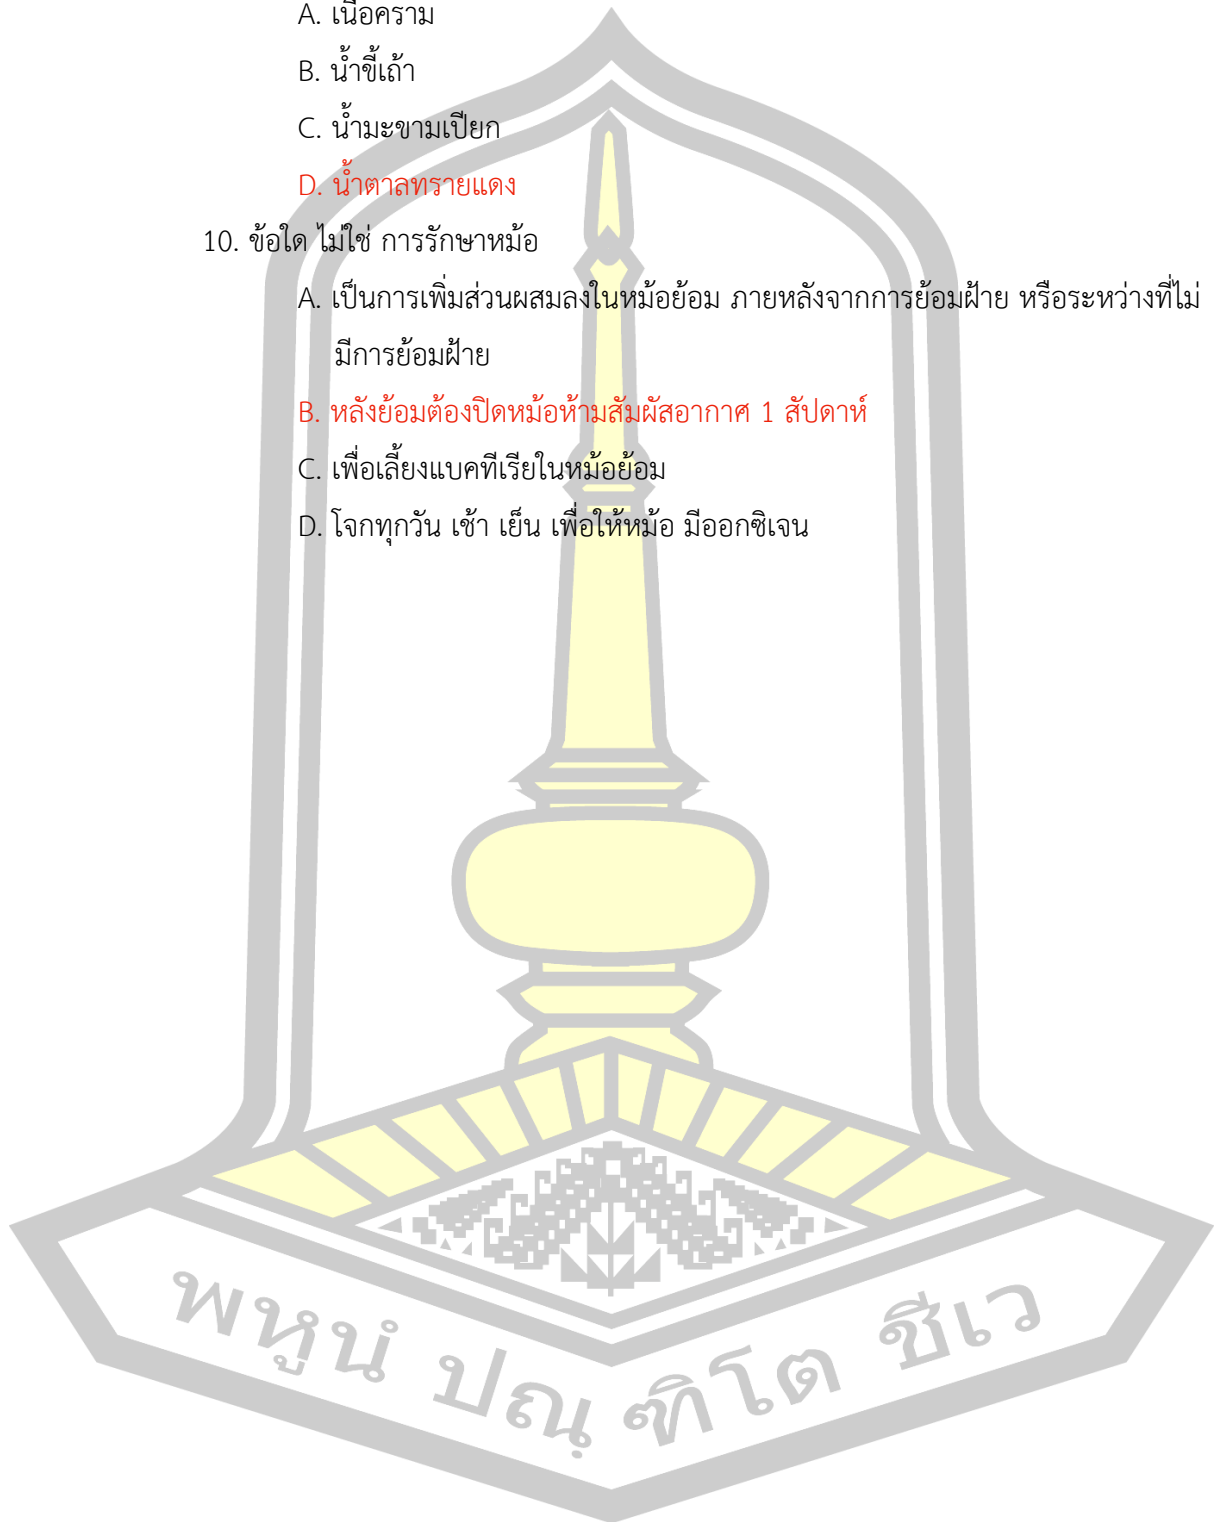 A. เนื้อคราม
B. น้ำขี้เถ้า
C. น้ำมะขามเปียก
D. น้ำตาลทรายแดง
10. ข้อใด ไม่ใช่ การรักษาหม้อ
A. เป็นการเพิ่มส่วนผสมลงในหม้อย้อม ภายหลังจากการย้อมฝ้าย หรือระหว่างที่ไม่
มีการย้อมฝ้าย
B. หลังย้อมต้องปิดหม้อห้ามสัมผัสอากาศ 1 สัปดาห์
C. เพื่อเลี้ยงแบคทีเรียในหม้อย้อม
D. โจกทุกวัน เช้า เย็น เพื่อให้หม้อ มีออกซิเจน
พหูนํ ปณฺ ฑิโต ชีเว